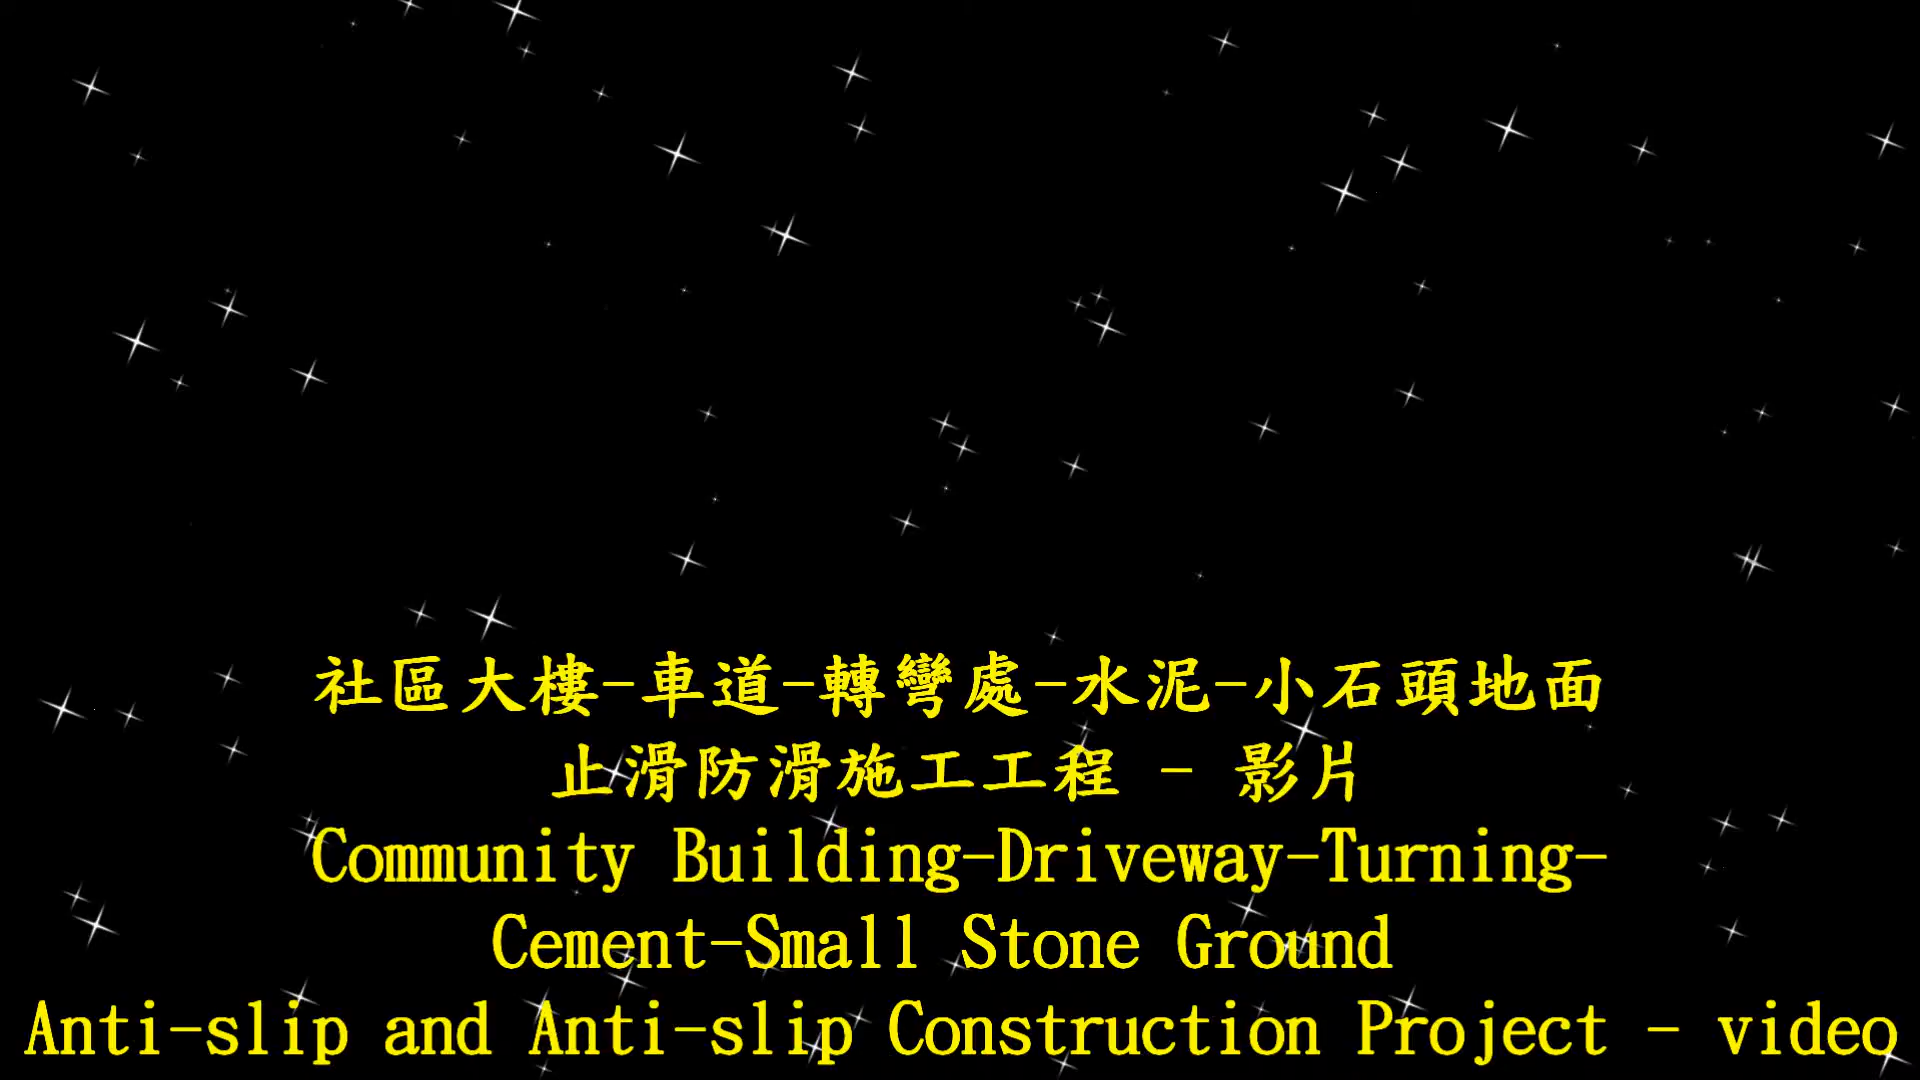 社區大樓-車道-轉彎處-水泥-小石頭地面
止滑防滑施工工程 - 影片
Community Building-Driveway-Turning-
Cement-Small Stone Ground
Anti-slip and Anti-slip Construction Project - video